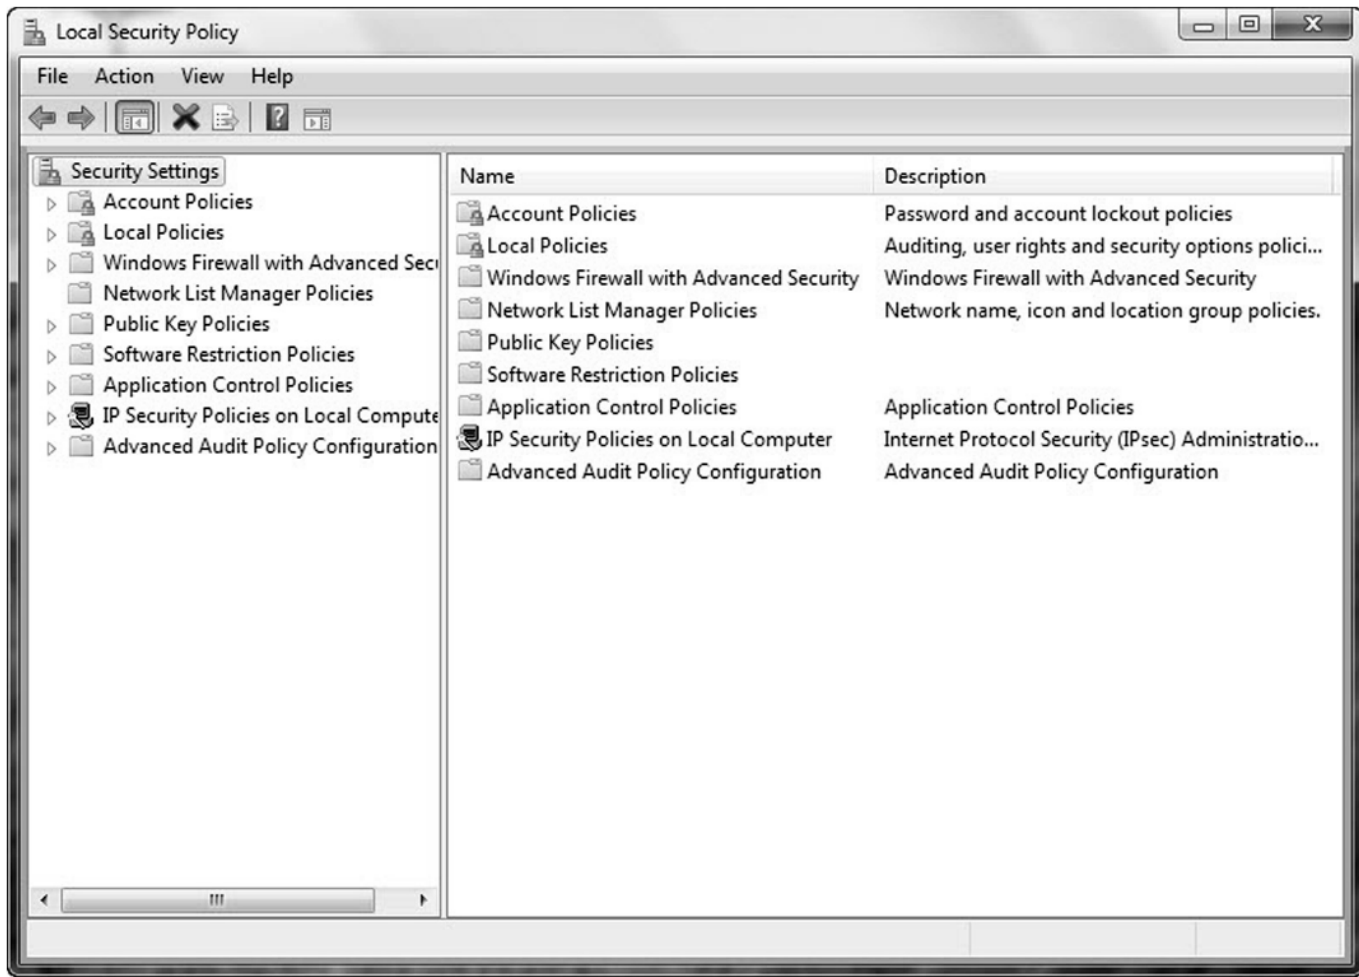 Local Security Policy
File Action View Help
Security Settings
Account Policies
Local Policies
Windows Firewall with Advanced Secu
Network List Manager Policies
Public Key Policies
Software Restriction Policies
Application Control Policies
IP Security Policies on Local Compute
Advanced Audit Policy Configuration
Name Description
Account Policies Password and account lockout policies
Local Policies Auditing, user rights and security options polici...
Windows Firewall with Advanced Security Windows Firewall with Advanced Security
Network List Manager Policies Network name, icon and location group policies.
Public Key Policies
Software Restriction Policies
Application Control Policies Application Control Policies
IP Security Policies on Local Computer Internet Protocol Security (IPsec) Administratio...
Advanced Audit Policy Configuration Advanced Audit Policy Configuration